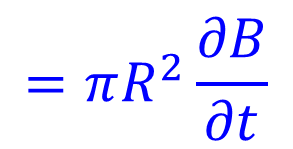 = πR² ∂B/∂t